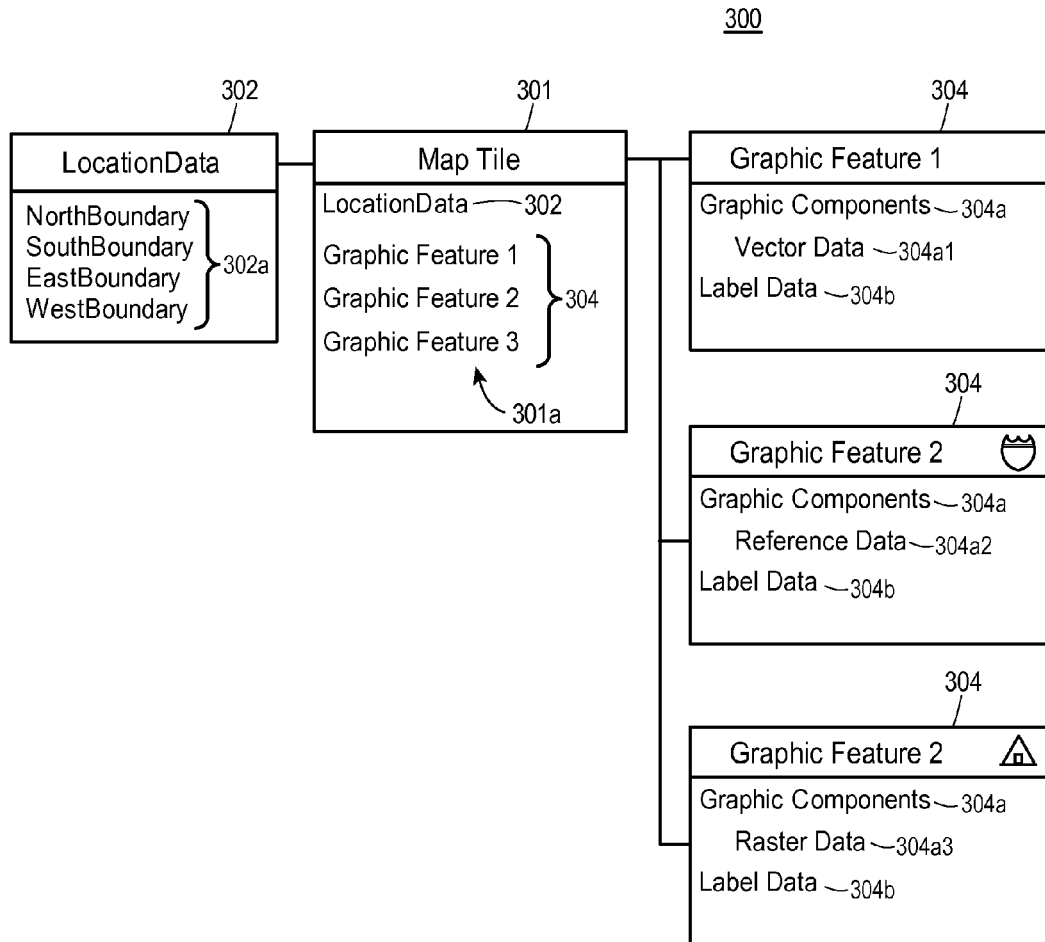 300
302
LocationData
NorthBoundary
SouthBoundary
EastBoundary
WestBoundary
302a
301
Map Tile
LocationData 302
Graphic Feature 1
Graphic Feature 2
Graphic Feature 3
304
301a
304
Graphic Feature 1
Graphic Components 304a
Vector Data 304a1
Label Data 304b
304
Graphic Feature 2
Graphic Components 304a
Reference Data 304a2
Label Data 304b
304
Graphic Feature 2
Graphic Components 304a
Raster Data 304a3
Label Data 304b